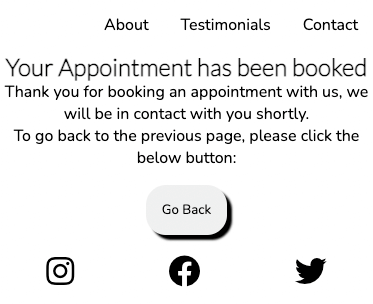 About Testimonials Contact
Your Appointment has been booked
Thank you for booking an appointment with us, we
will be in contact with you shortly.
To go back to the previous page, please click the
below button:
Go Back